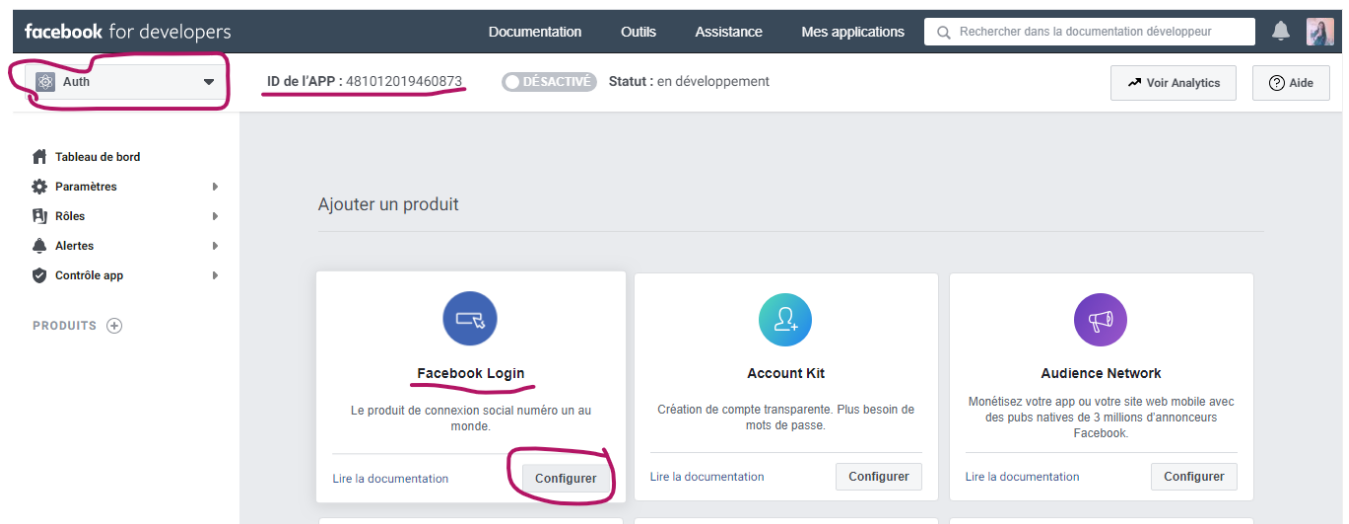 facebook for developers
Documentation
Outils
Assistance
Mes applications
Rechercher dans la documentation développeur
Auth
ID de l'APP : 481012019460873
DÉSACTIVÉ
Statut : en développement
Voir Analytics
Aide
Tableau de bord
Paramètres
Rôles
Alertes
Contrôle app
PRODUITS
Ajouter un produit
Facebook Login
Le produit de connexion social numéro un au
monde.
Lire la documentation
Configurer
Account Kit
Création de compte transparente. Plus besoin de
mots de passe.
Lire la documentation
Configurer
Audience Network
Monétisez votre app ou votre site web mobile avec
des pubs natives de 3 millions d'annonceurs
Facebook.
Lire la documentation
Configurer